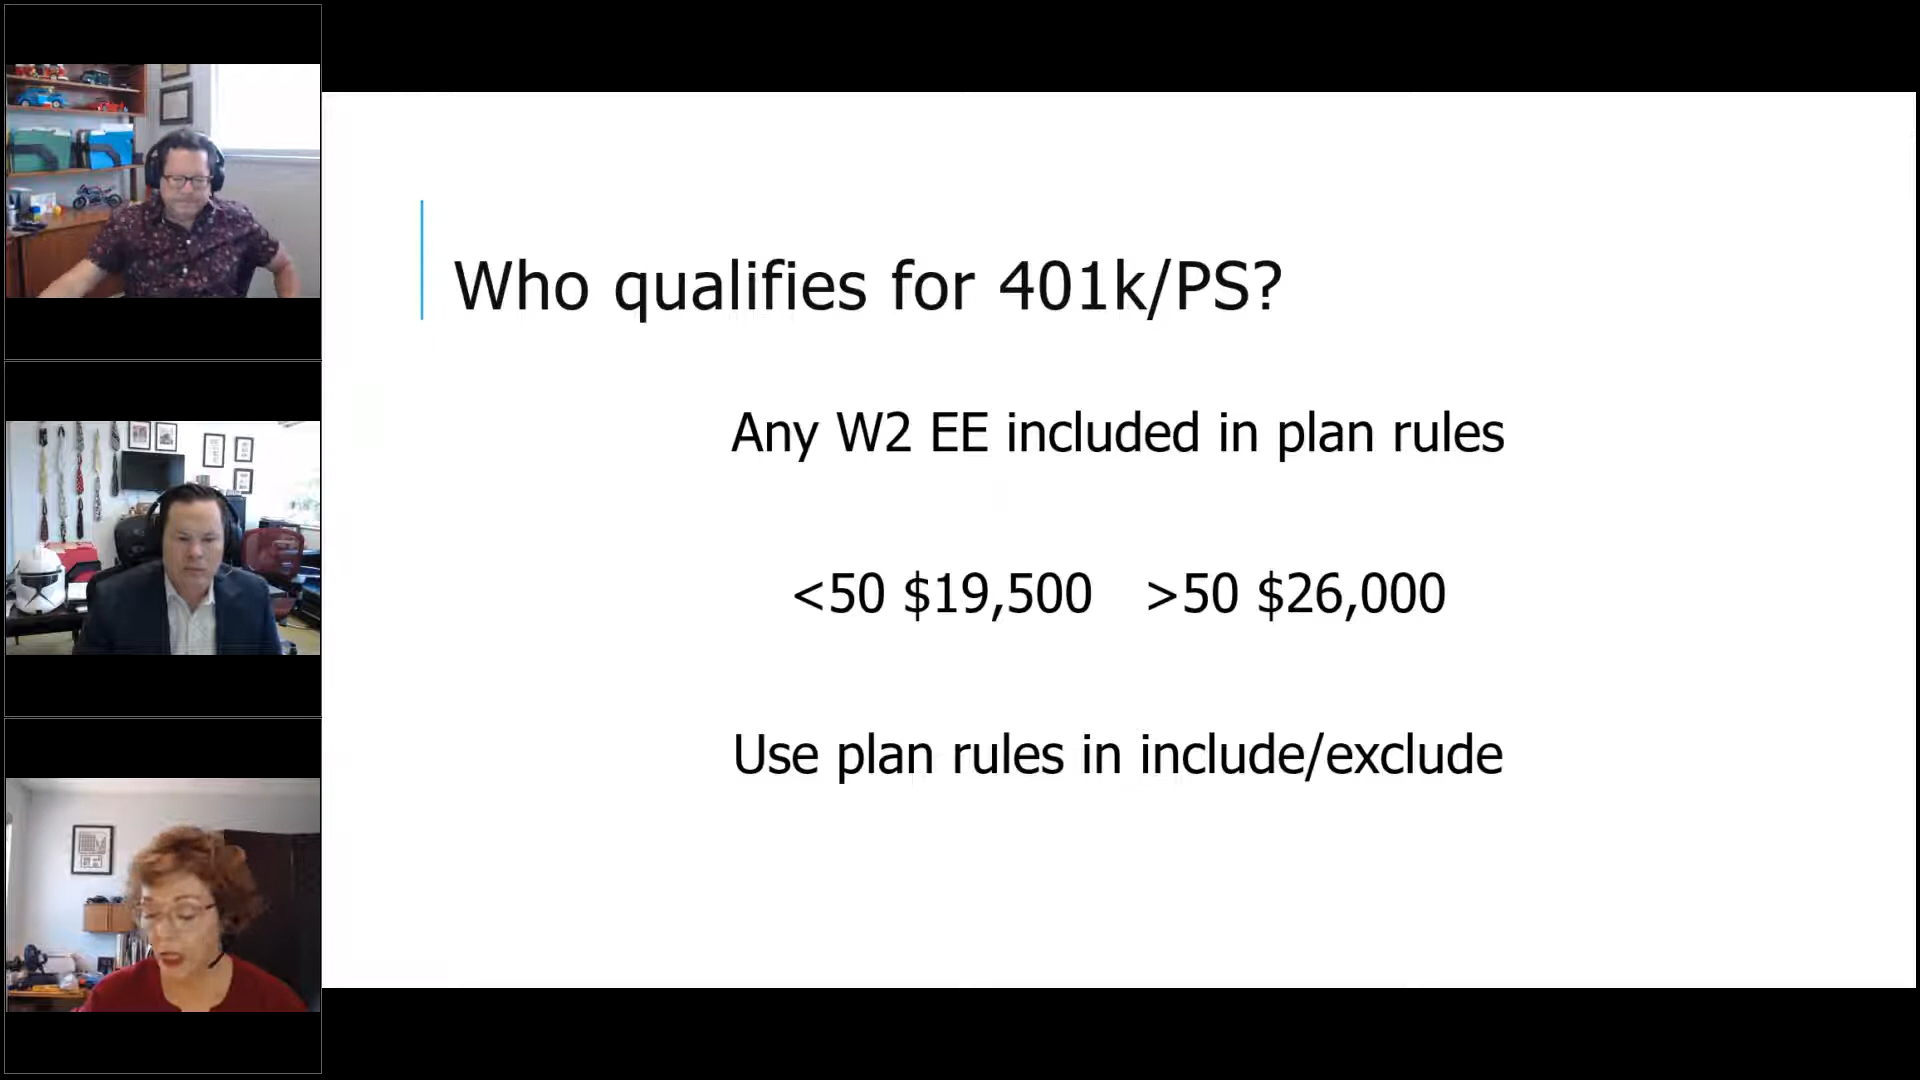 Who qualifies for 401k/PS?
Any W2 EE included in plan rules
<50 $19,500 >50 $26,000
Use plan rules in include/exclude